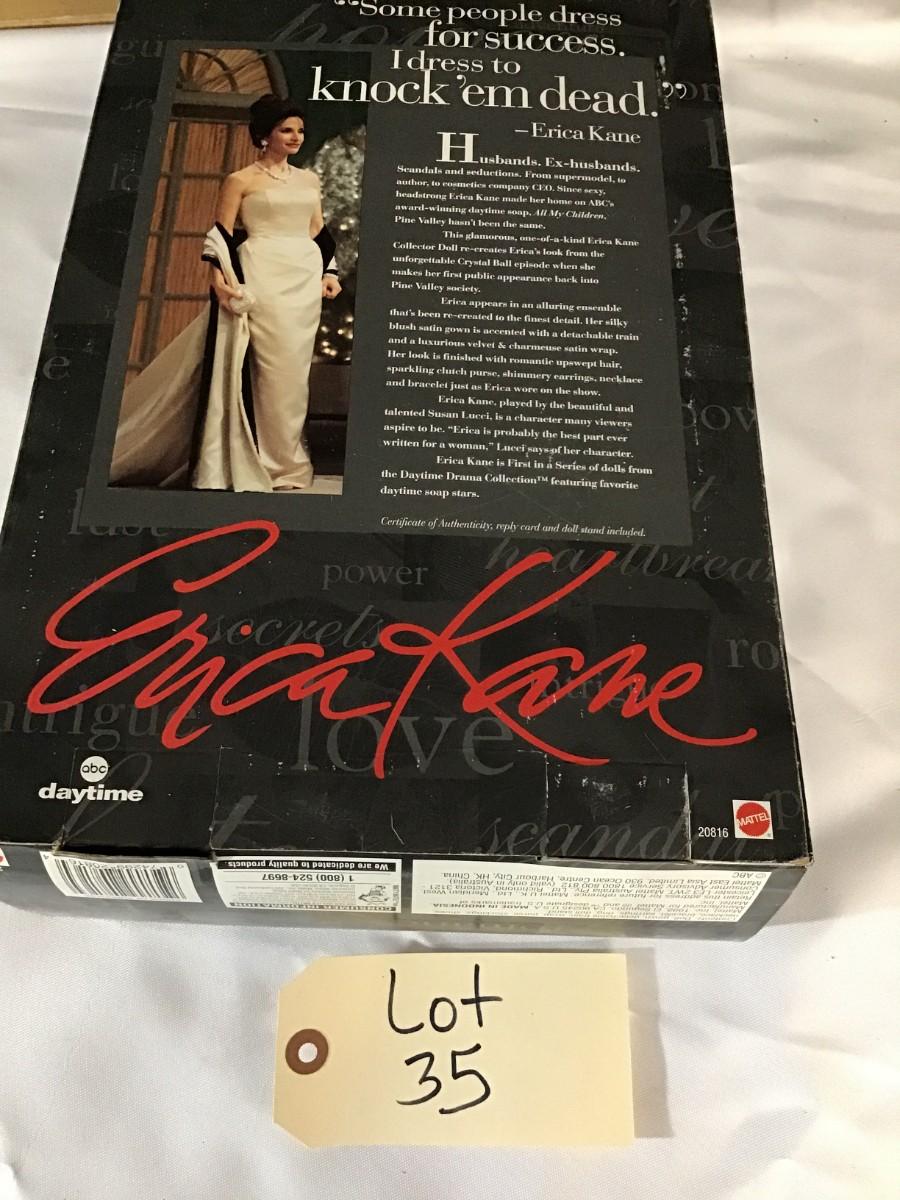 “Some people dress
for success.
I dress to
knock ’em dead.”
–Erica Kane
Husbands. Ex-husbands.
Scandals and seductions. From supermodel, to
author, to cosmetics company CEO. Since sexy,
headstrong Erica Kane made her home on ABC's
award-winning daytime soap, All My Children,
Pine Valley hasn't been the same.
This glamorous, one-of-a-kind Erica Kane
Collector Doll re-creates Erica's look from the
unforgettable Crystal Ball episode when she
makes her first public appearance back into
Pine Valley society.
Erica appears in an alluring ensemble
that's been re-created to the finest detail. Her silky
blush satin gown is accented with a detachable train
and a luxurious velvet & charmeuse satin wrap.
Her look is finished with romantic upswept hair,
sparkling clutch purse, shimmery earrings, necklace
and bracelet just as Erica wore on the show.
Erica Kane, played by the beautiful and
talented Susan Lucci, is a character many viewers
aspire to be. “Erica is probably the best part ever
written for a woman,” Lucci says of her character.
Erica Kane is First in a Series of dolls from
the Daytime Drama Collection™ featuring favorite
daytime soap stars.
Certificate of Authenticity, reply card and doll stand included.
power
secrets
Erica Kane
intrigue
love
abc
daytime
20816
MATTEL
We are dedicated to quality products.
1 (800) 524-8697
CONSUMER INFORMATION
© ABC
Lot
35